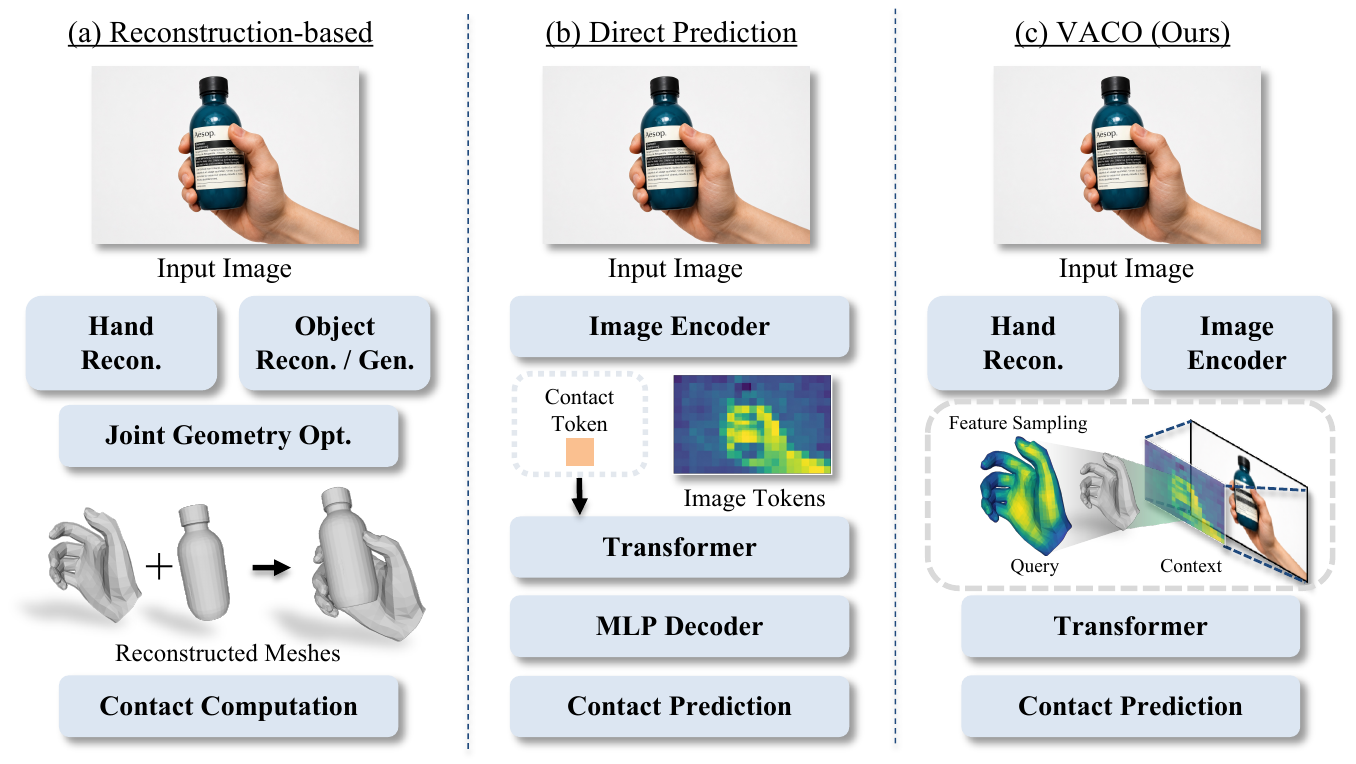 (a) Reconstruction-based
Aesop.
Input Image
Hand
Recon.
Object
Recon. / Gen.
Joint Geometry Opt.
Reconstructed Meshes
Contact Computation
(b) Direct Prediction
Aesop.
Input Image
Image Encoder
Contact
Token
Image Tokens
Transformer
MLP Decoder
Contact Prediction
(c) VACO (Ours)
Aesop.
Input Image
Hand
Recon.
Image
Encoder
Feature Sampling
Query
Context
Transformer
Contact Prediction